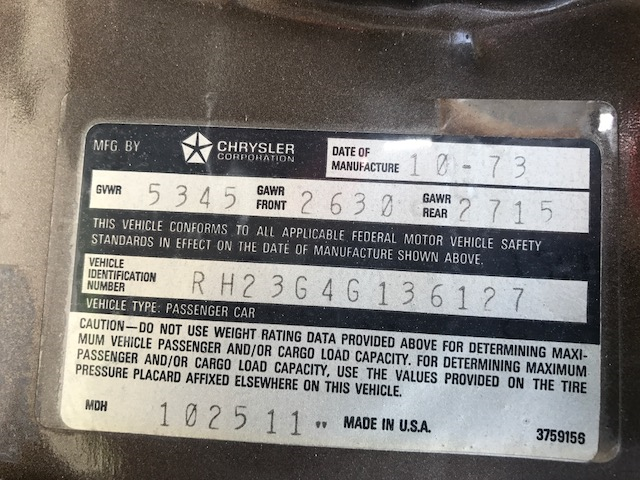 MFG. BY CHRYSLER CORPORATION DATE OF MANUFACTURE 10-73
GVWR 5345 GAWR FRONT 2630 GAWR REAR 2715
THIS VEHICLE CONFORMS TO ALL APPLICABLE FEDERAL MOTOR VEHICLE SAFETY
STANDARDS IN EFFECT ON THE DATE OF MANUFACTURE SHOWN ABOVE.
VEHICLE IDENTIFICATION NUMBER RH23G4G136127
VEHICLE TYPE: PASSENGER CAR
CAUTION—DO NOT USE WEIGHT RATING DATA PROVIDED ABOVE FOR DETERMINING MAXI-
MUM VEHICLE PASSENGER AND/OR CARGO LOAD CAPACITY. FOR DETERMINING MAXIMUM
PASSENGER AND/OR CARGO LOAD CAPACITY, USE THE VALUES PROVIDED ON THE TIRE
PRESSURE PLACARD AFFIXED ELSEWHERE ON THIS VEHICLE.
MDH 102511" MADE IN U.S.A. 3759156